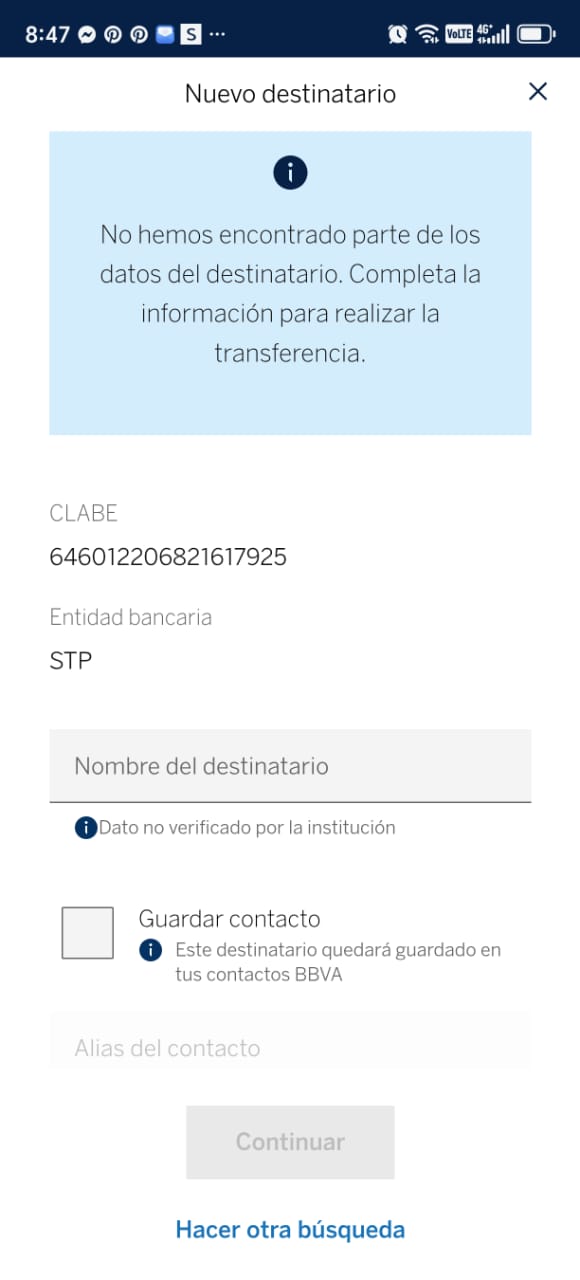 8:47 S ... VoLTE 4G+
Nuevo destinatario
No hemos encontrado parte de los
datos del destinatario. Completa la
información para realizar la
transferencia.
CLABE
646012206821617925
Entidad bancaria
STP
Nombre del destinatario
Dato no verificado por la institución
Guardar contacto
Este destinatario quedará guardado en
tus contactos BBVA
Alias del contacto
Continuar
Hacer otra búsqueda